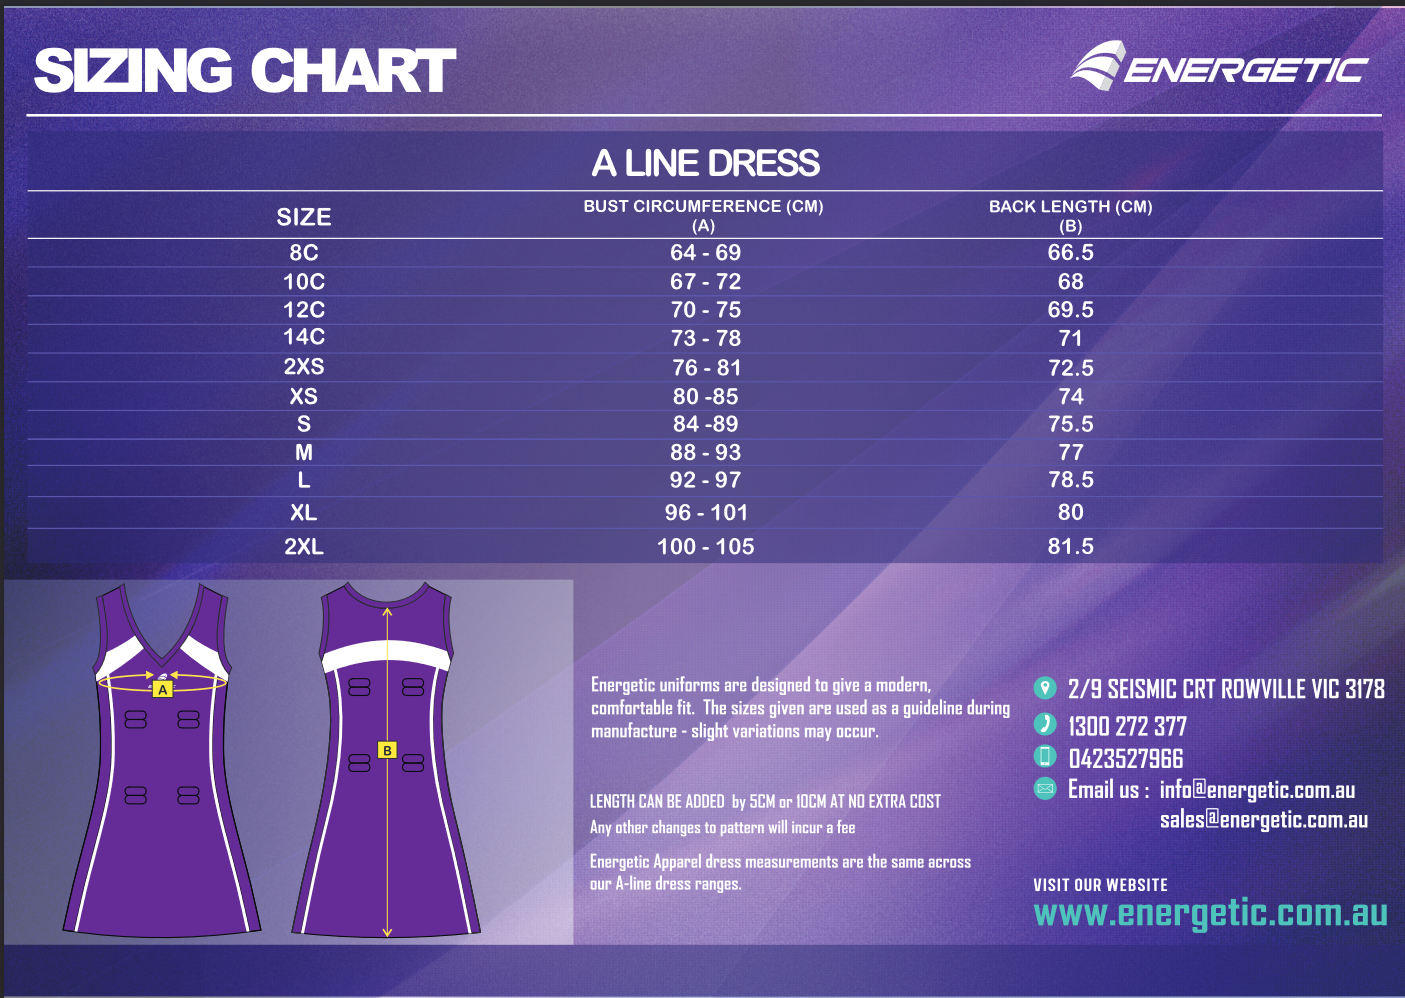 SIZING CHART
ENERGETIC
A LINE DRESS
SIZE BUST CIRCUMFERENCE (CM) (A) BACK LENGTH (CM) (B)
8C 64 - 69 66.5
10C 67 - 72 68
12C 70 - 75 69.5
14C 73 - 78 71
2XS 76 - 81 72.5
XS 80 -85 74
S 84 -89 75.5
M 88 - 93 77
L 92 - 97 78.5
XL 96 - 101 80
2XL 100 - 105 81.5
A
B
Energetic uniforms are designed to give a modern,
comfortable fit. The sizes given are used as a guideline during
manufacture - slight variations may occur.
LENGTH CAN BE ADDED by 5CM or 10CM AT NO EXTRA COST
Any other changes to pattern will incur a fee
Energetic Apparel dress measurements are the same across
our A-line dress ranges.
2/9 SEISMIC CRT ROWVILLE VIC 3178
1300 272 377
0423527966
Email us : info@energetic.com.au
sales@energetic.com.au
VISIT OUR WEBSITE
www.energetic.com.au